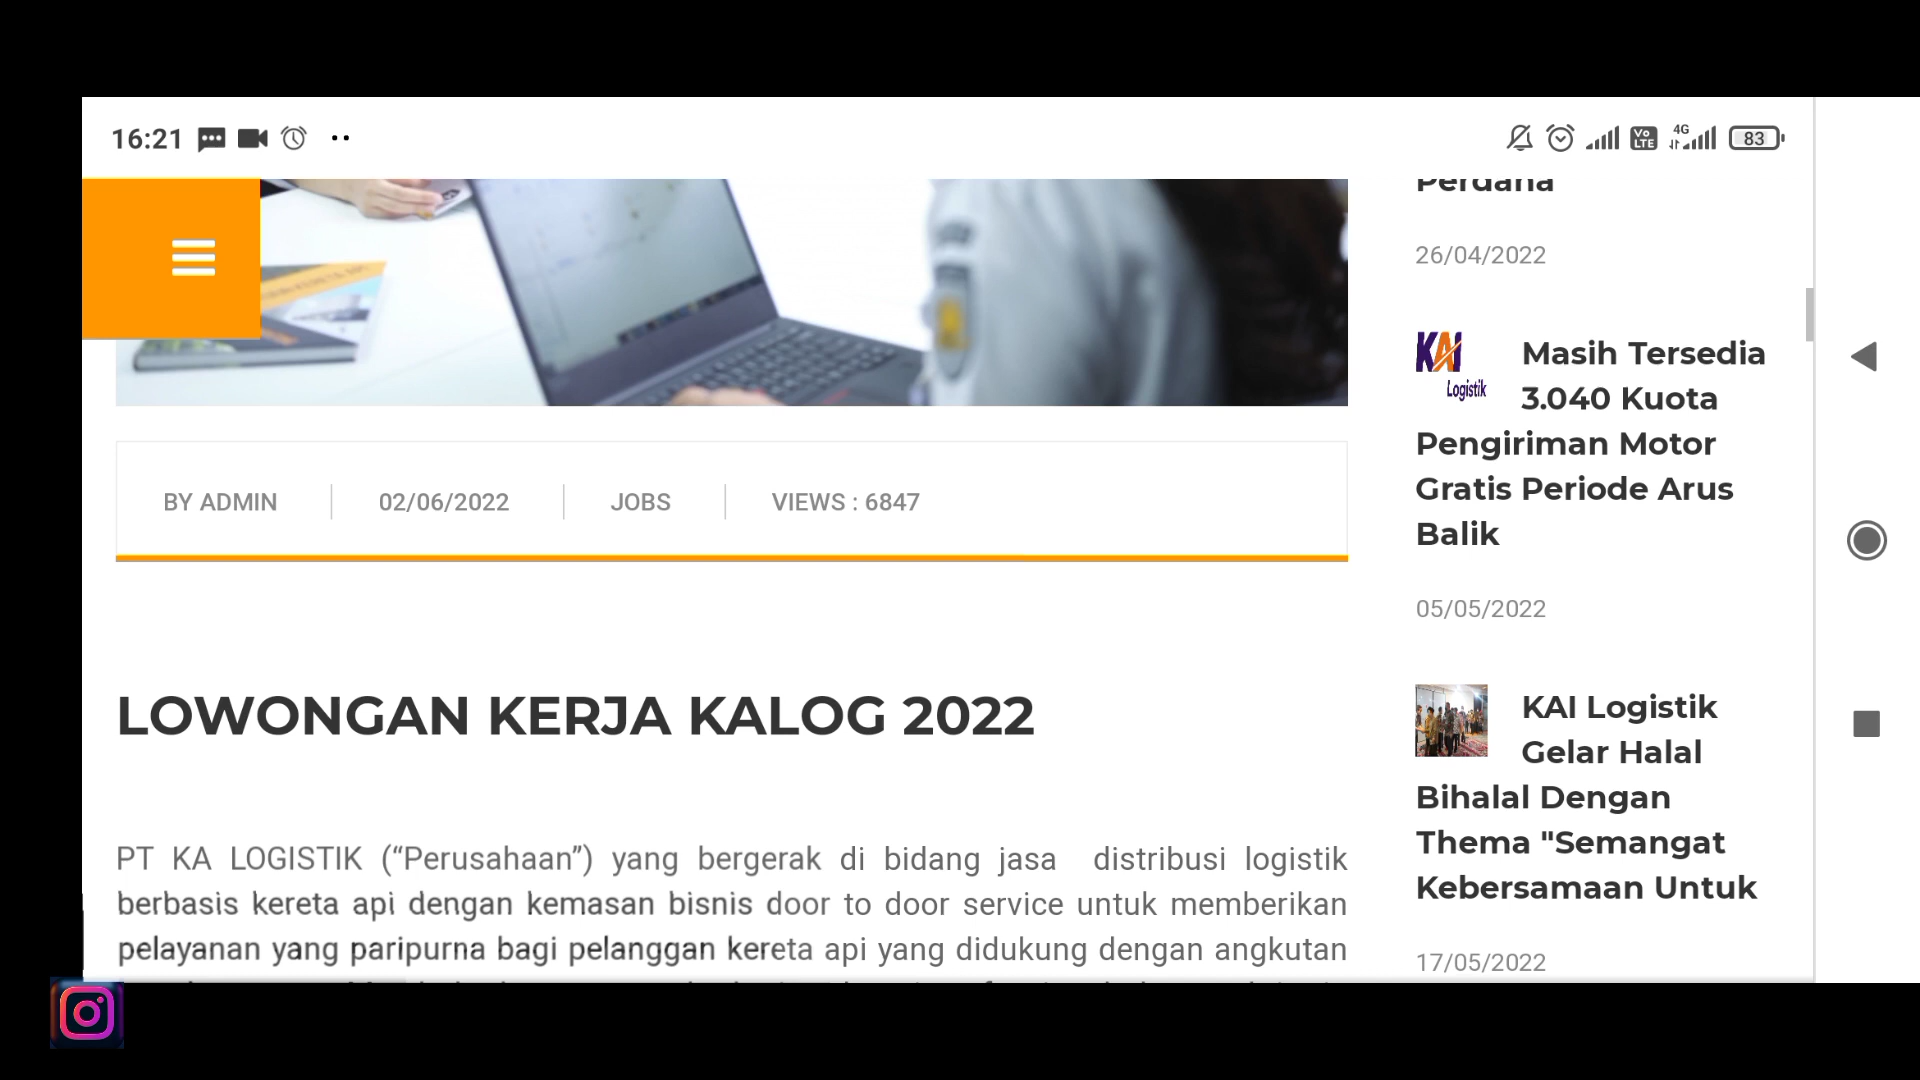 16:21
Vo LTE 4G 83
BY ADMIN 02/06/2022 JOBS VIEWS : 6847
LOWONGAN KERJA KALOG 2022
PT KA LOGISTIK (“Perusahaan”) yang bergerak di bidang jasa distribusi logistik
berbasis kereta api dengan kemasan bisnis door to door service untuk memberikan
pelayanan yang paripurna bagi pelanggan kereta api yang didukung dengan angkutan
Perdana
26/04/2022
KAI Logistik
Masih Tersedia
3.040 Kuota
Pengiriman Motor
Gratis Periode Arus
Balik
05/05/2022
KAI Logistik
Gelar Halal
Bihalal Dengan
Thema "Semangat
Kebersamaan Untuk
17/05/2022